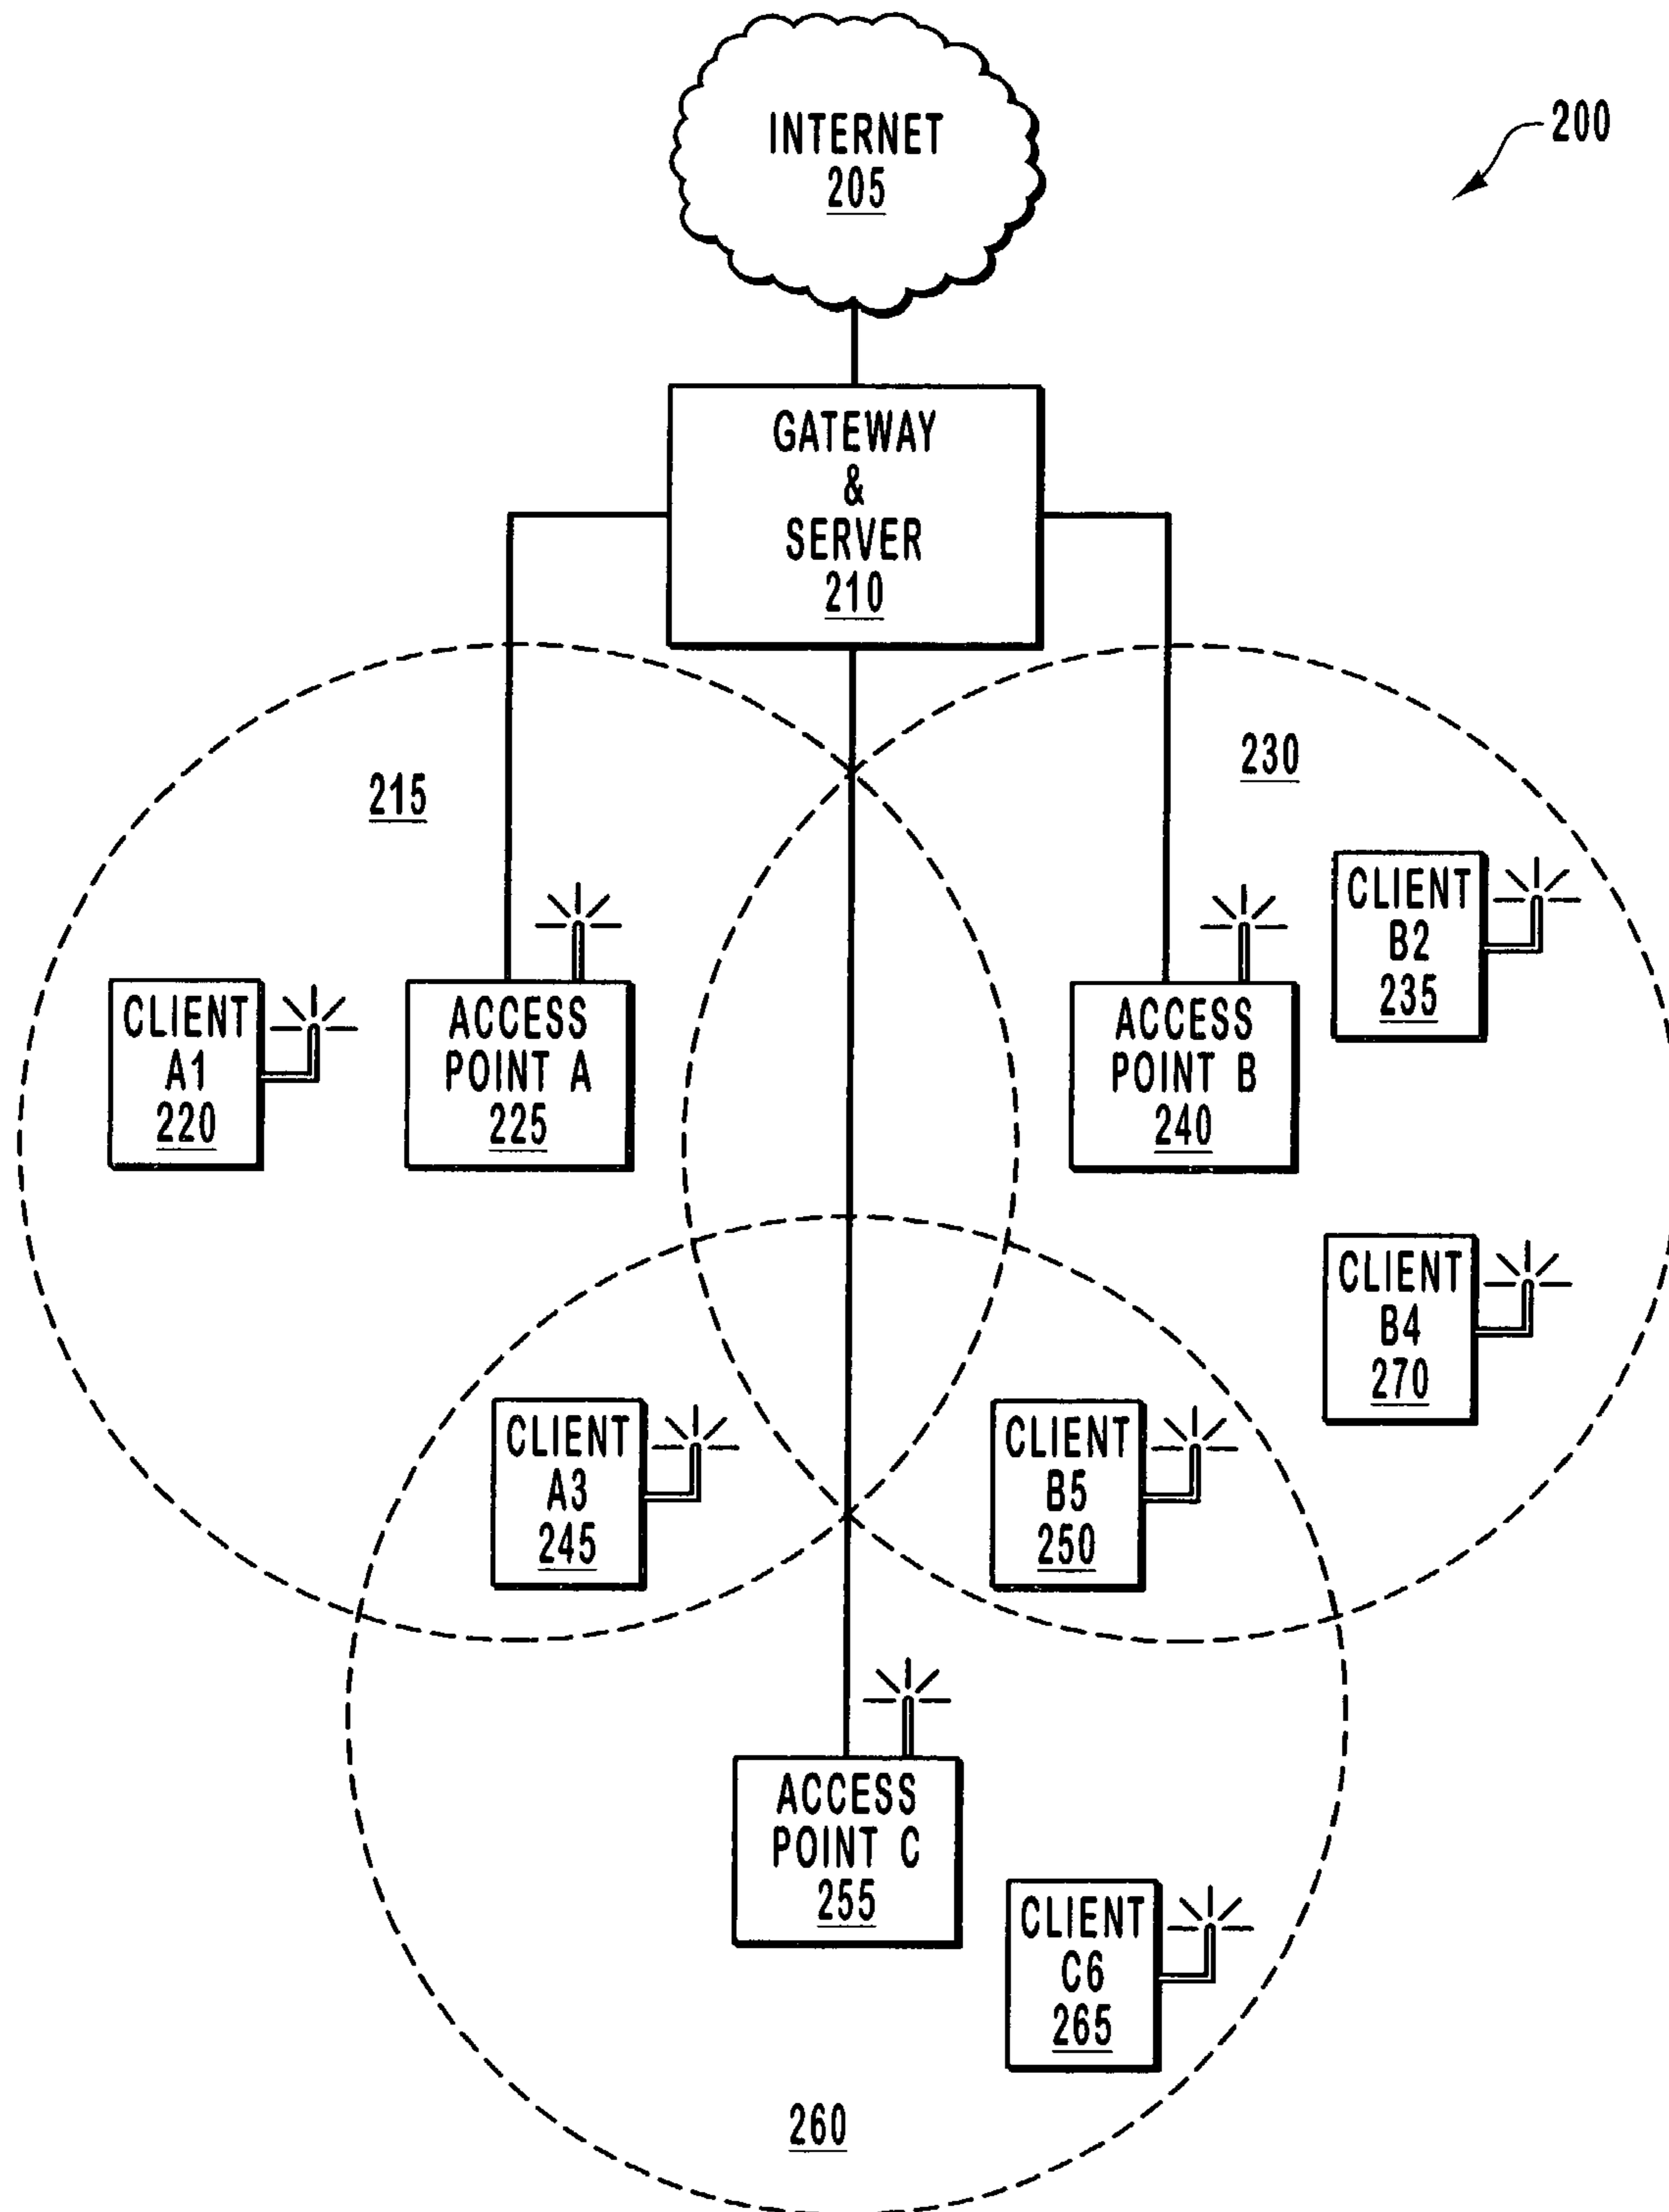 INTERNET
205
200
GATEWAY
&
SERVER
210
215
230
CLIENT
B2
235
CLIENT
A1
220
ACCESS
POINT A
225
ACCESS
POINT B
240
CLIENT
B4
270
CLIENT
A3
245
CLIENT
B5
250
ACCESS
POINT C
255
CLIENT
C6
265
260